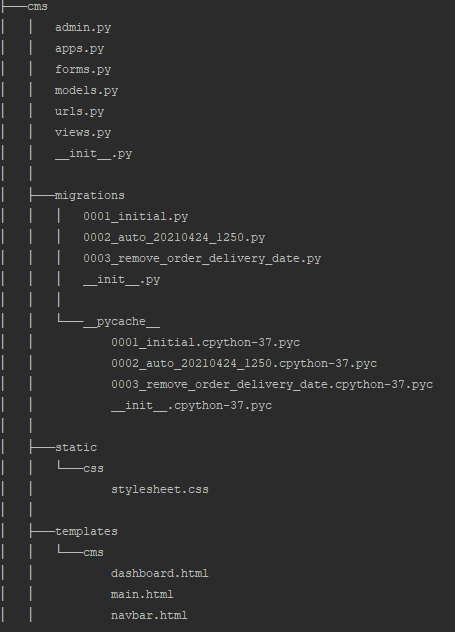 ├───cms
│   │   admin.py
│   │   apps.py
│   │   forms.py
│   │   models.py
│   │   urls.py
│   │   views.py
│   │   __init__.py
│   │
│   ├───migrations
│   │   │   0001_initial.py
│   │   │   0002_auto_20210424_1250.py
│   │   │   0003_remove_order_delivery_date.py
│   │   │   __init__.py
│   │   │
│   │   └───__pycache__
│   │           0001_initial.cpython-37.pyc
│   │           0002_auto_20210424_1250.cpython-37.pyc
│   │           0003_remove_order_delivery_date.cpython-37.pyc
│   │           __init__.cpython-37.pyc
│   │
│   ├───static
│   │   └───css
│   │           stylesheet.css
│   │
│   ├───templates
│   │   └───cms
│   │           dashboard.html
│   │           main.html
│   │           navbar.html